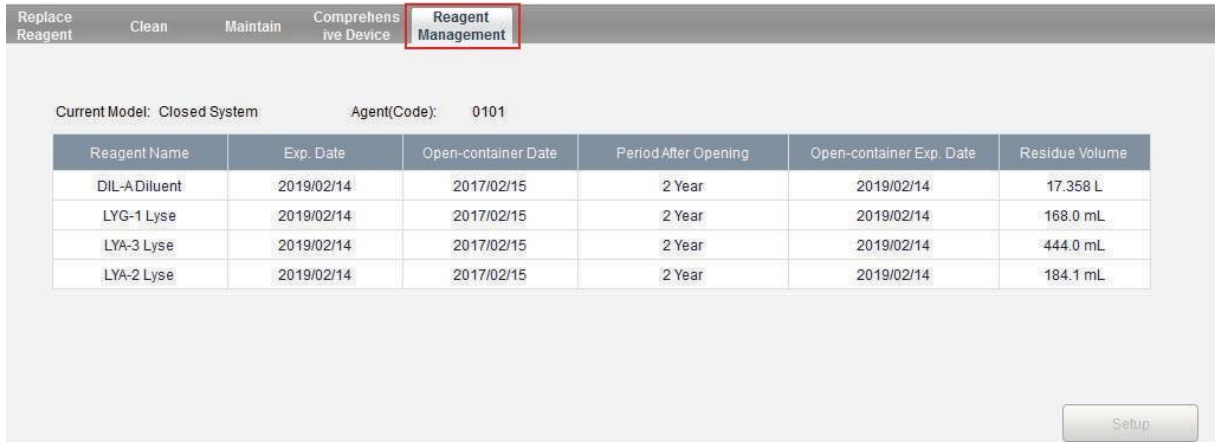 Replace Reagent Clean Maintain Comprehens ive Device Reagent Management
Current Model: Closed System Agent(Code): 0101
Reagent Name Exp. Date Open-container Date Period After Opening Open-container Exp. Date Residue Volume
DIL-A Diluent 2019/02/14 2017/02/15 2 Year 2019/02/14 17.358 L
LYG-1 Lyse 2019/02/14 2017/02/15 2 Year 2019/02/14 168.0 mL
LYA-3 Lyse 2019/02/14 2017/02/15 2 Year 2019/02/14 444.0 mL
LYA-2 Lyse 2019/02/14 2017/02/15 2 Year 2019/02/14 184.1 mL
Setup